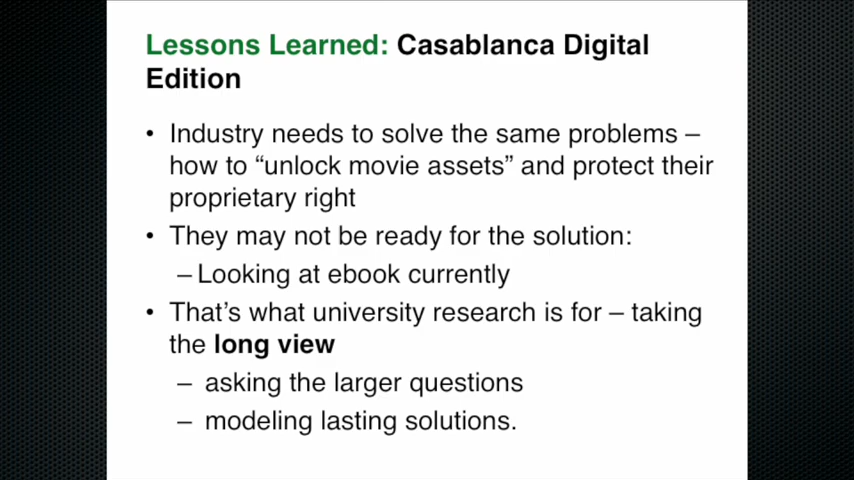 Lessons Learned: Casablanca Digital
Edition
• Industry needs to solve the same problems –
how to “unlock movie assets” and protect their
proprietary right
• They may not be ready for the solution:
– Looking at ebook currently
• That’s what university research is for – taking
the long view
– asking the larger questions
– modeling lasting solutions.